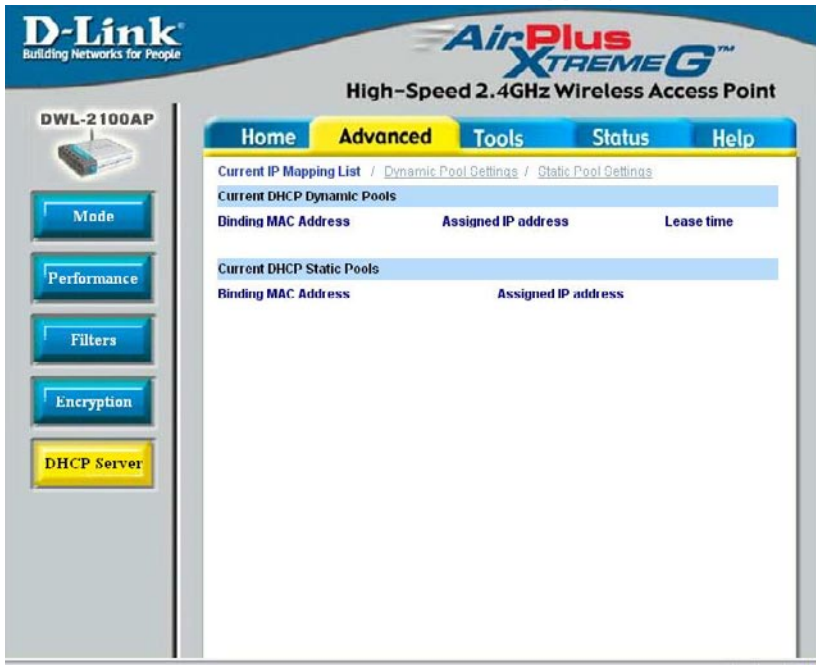 D-Link
Building Networks for People
AirPlus
XTREME G™
High-Speed 2.4GHz Wireless Access Point
DWL-2100AP
Home Advanced Tools Status Help
Current IP Mapping List / Dynamic Pool Settings / Static Pool Settings
Current DHCP Dynamic Pools
Binding MAC Address Assigned IP address Lease time
Current DHCP Static Pools
Binding MAC Address Assigned IP address
Mode
Performance
Filters
Encryption
DHCP Server